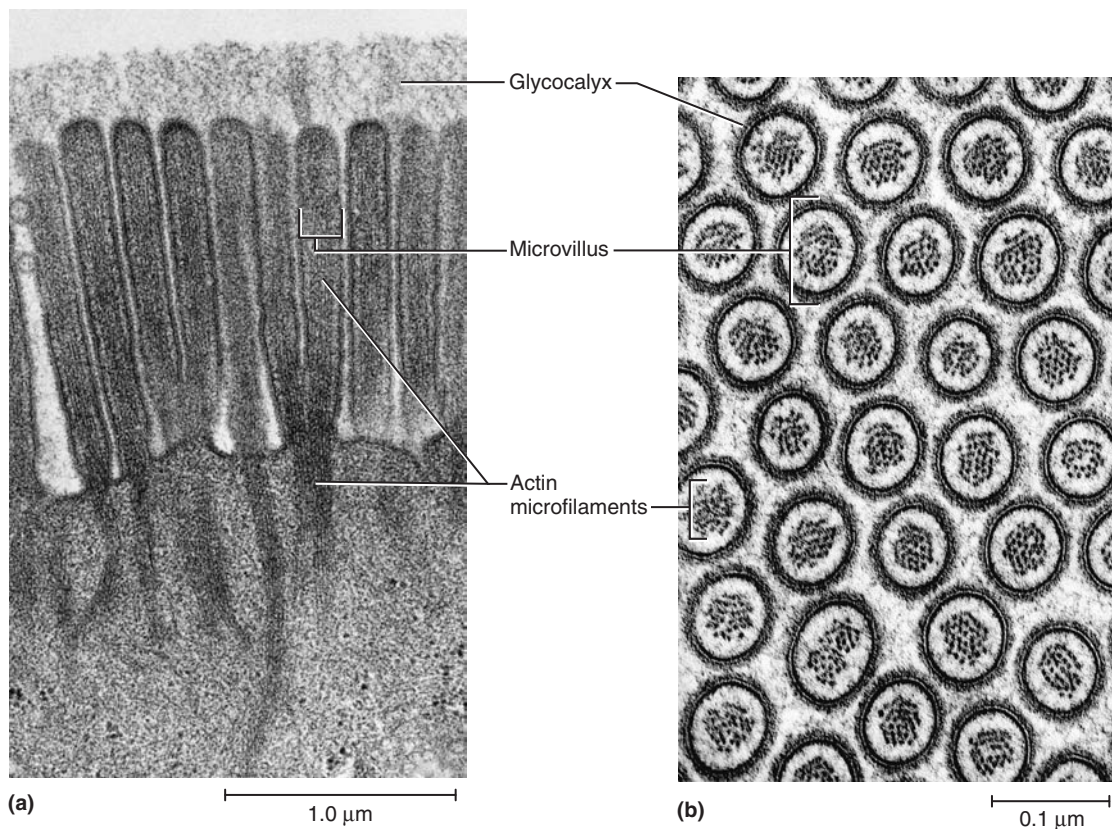 Glycocalyx
Microvillus
Actin
microfilaments
(a)
1.0 μm
(b)
0.1 μm